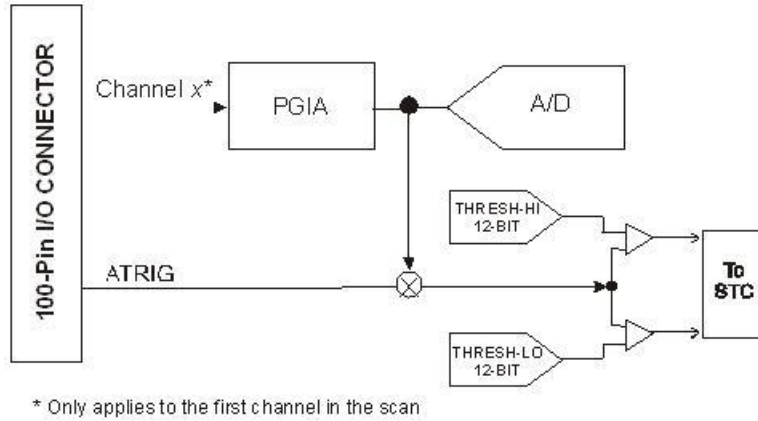 100-Pin I/O CONNECTOR
Channel x*
PGIA
A/D
THRESH-HI
12-BIT
ATRIG
To
STC
THRESH-LO
12-BIT
* Only applies to the first channel in the scan